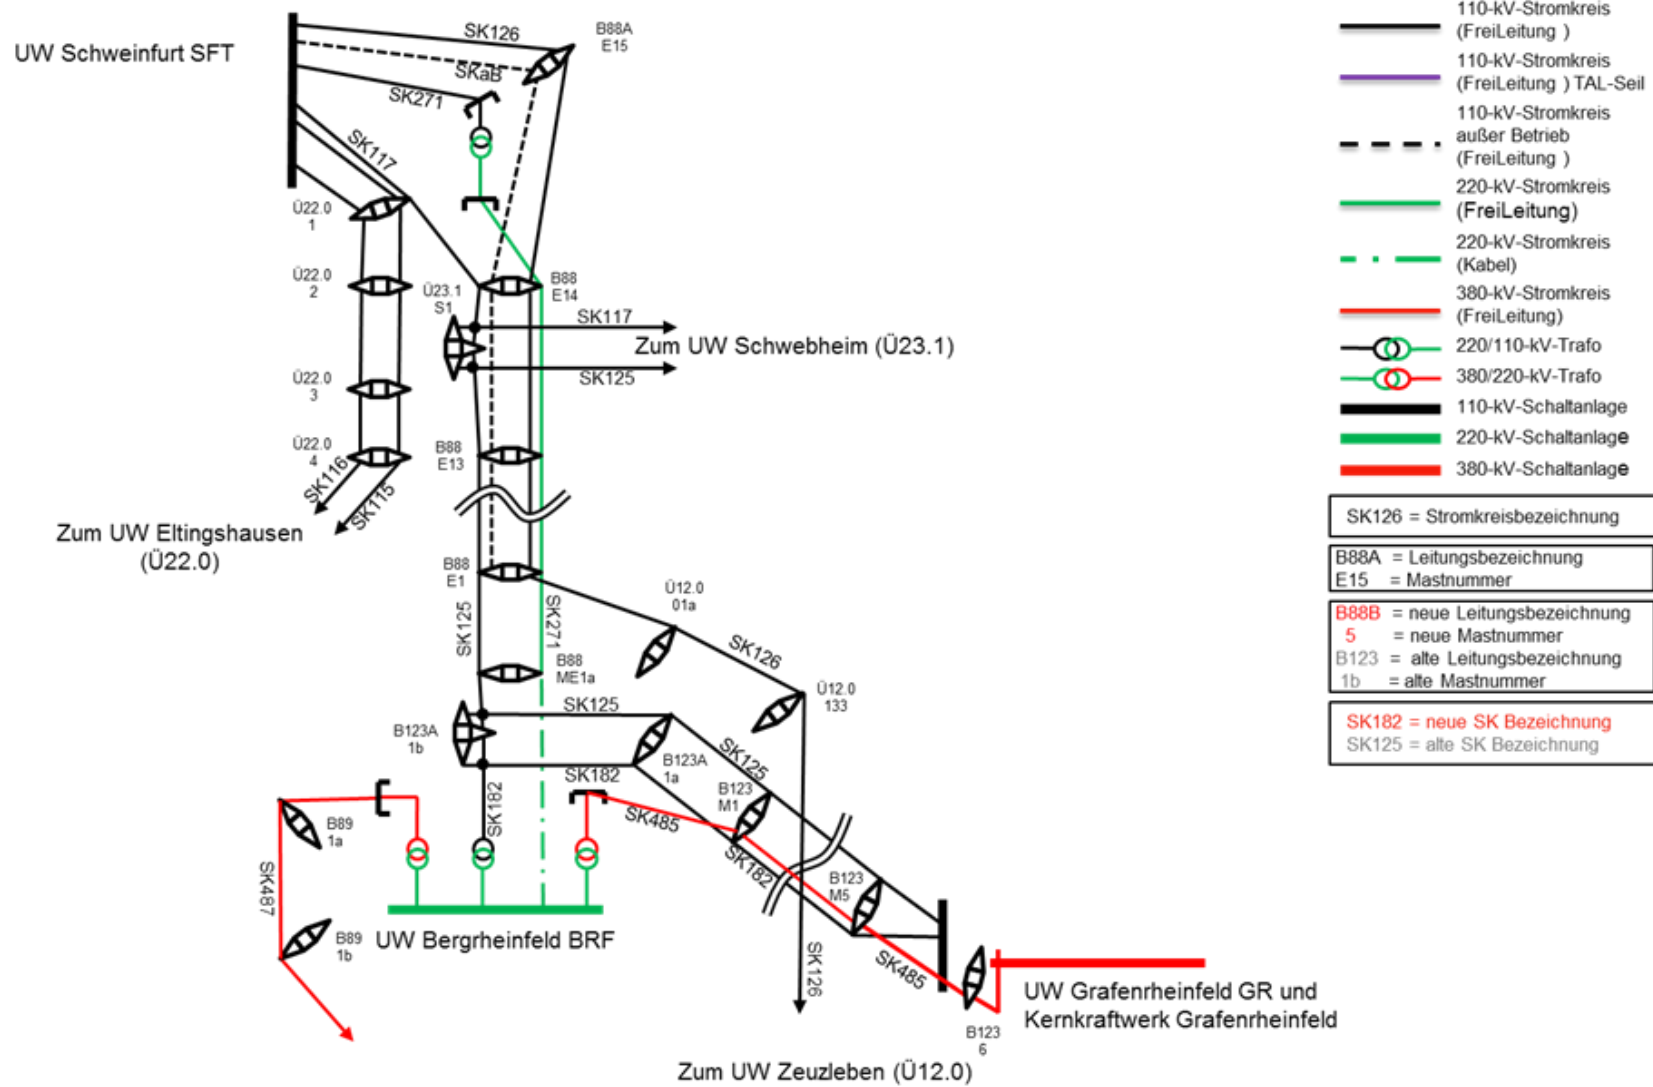 110-kV-Stromkreis
(FreiLeitung )
110-kV-Stromkreis
(FreiLeitung ) TAL-Seil
110-kV-Stromkreis
außer Betrieb
(FreiLeitung )
220-kV-Stromkreis
(FreiLeitung)
220-kV-Stromkreis
(Kabel)
380-kV-Stromkreis
(FreiLeitung)
220/110-kV-Trafo
380/220-kV-Trafo
110-kV-Schaltanlage
220-kV-Schaltanlage
380-kV-Schaltanlage
SK126 = Stromkreisbezeichnung
B88A = Leitungsbezeichnung
E15 = Mastnummer
B88B = neue Leitungsbezeichnung
5 = neue Mastnummer
B123 = alte Leitungsbezeichnung
1b = alte Mastnummer
SK182 = neue SK Bezeichnung
SK125 = alte SK Bezeichnung
UW Schweinfurt SFT
SK126
B88A
E15
SKaB
SK271
SK117
Ü22.0
1
Ü22.0
2
Ü23.1
S1
B88
E14
SK117
Zum UW Schwebheim (Ü23.1)
SK125
Ü22.0
3
Ü22.0
4
B88
E13
SK116
SK115
Zum UW Eltingshausen
(Ü22.0)
B88
E1
SK125
SK271
Ü12.0
01a
SK126
B88
ME1a
Ü12.0
133
SK125
B123A
1b
SK125
B123A
1a
SK182
SK182
B123
M1
SK485
B89
1a
SK182
B123
M5
SK487
B89
1b
UW Bergrheinfeld BRF
SK126
SK485
UW Grafenrheinfeld GR und
Kernkraftwerk Grafenrheinfeld
B123
6
Zum UW Zeuzleben (Ü12.0)